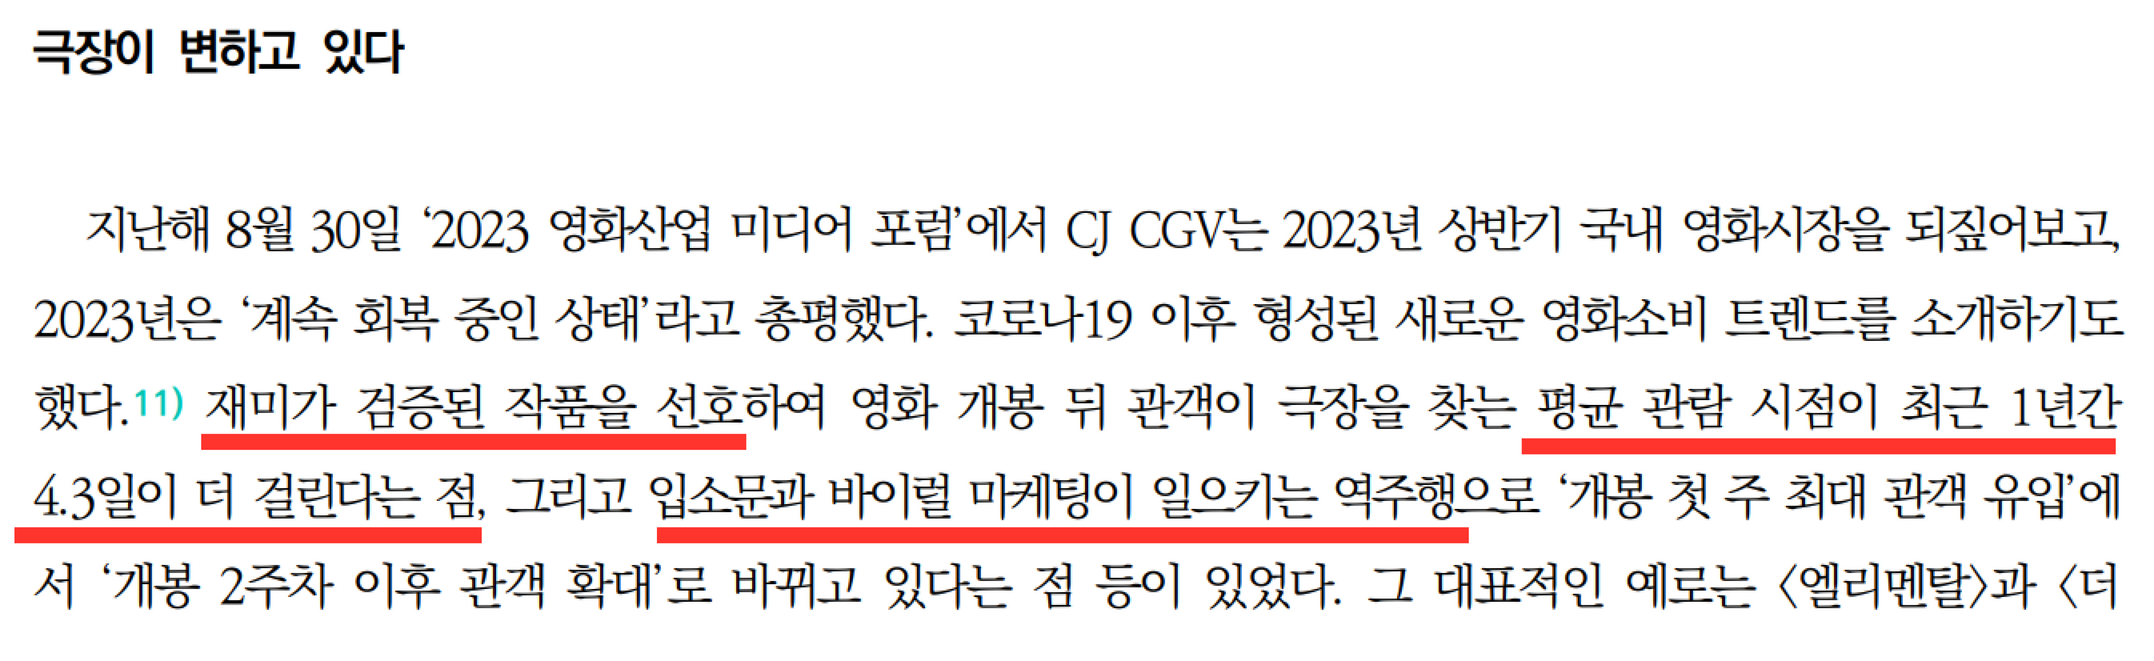 극장이 변하고 있다
지난해 8월 30일 ‘2023 영화산업 미디어 포럼’에서 CJ CGV는 2023년 상반기 국내 영화시장을 되짚어보고,
2023년은 ‘계속 회복 중인 상태’라고 총평했다. 코로나19 이후 형성된 새로운 영화소비 트렌드를 소개하기도
했다.11) 재미가 검증된 작품을 선호하여 영화 개봉 뒤 관객이 극장을 찾는 평균 관람 시점이 최근 1년간
4.3일이 더 걸린다는 점, 그리고 입소문과 바이럴 마케팅이 일으키는 역주행으로 ‘개봉 첫 주 최대 관객 유입’에
서 ‘개봉 2주차 이후 관객 확대’로 바뀌고 있다는 점 등이 있었다. 그 대표적인 예로는 〈엘리멘탈〉과 〈더